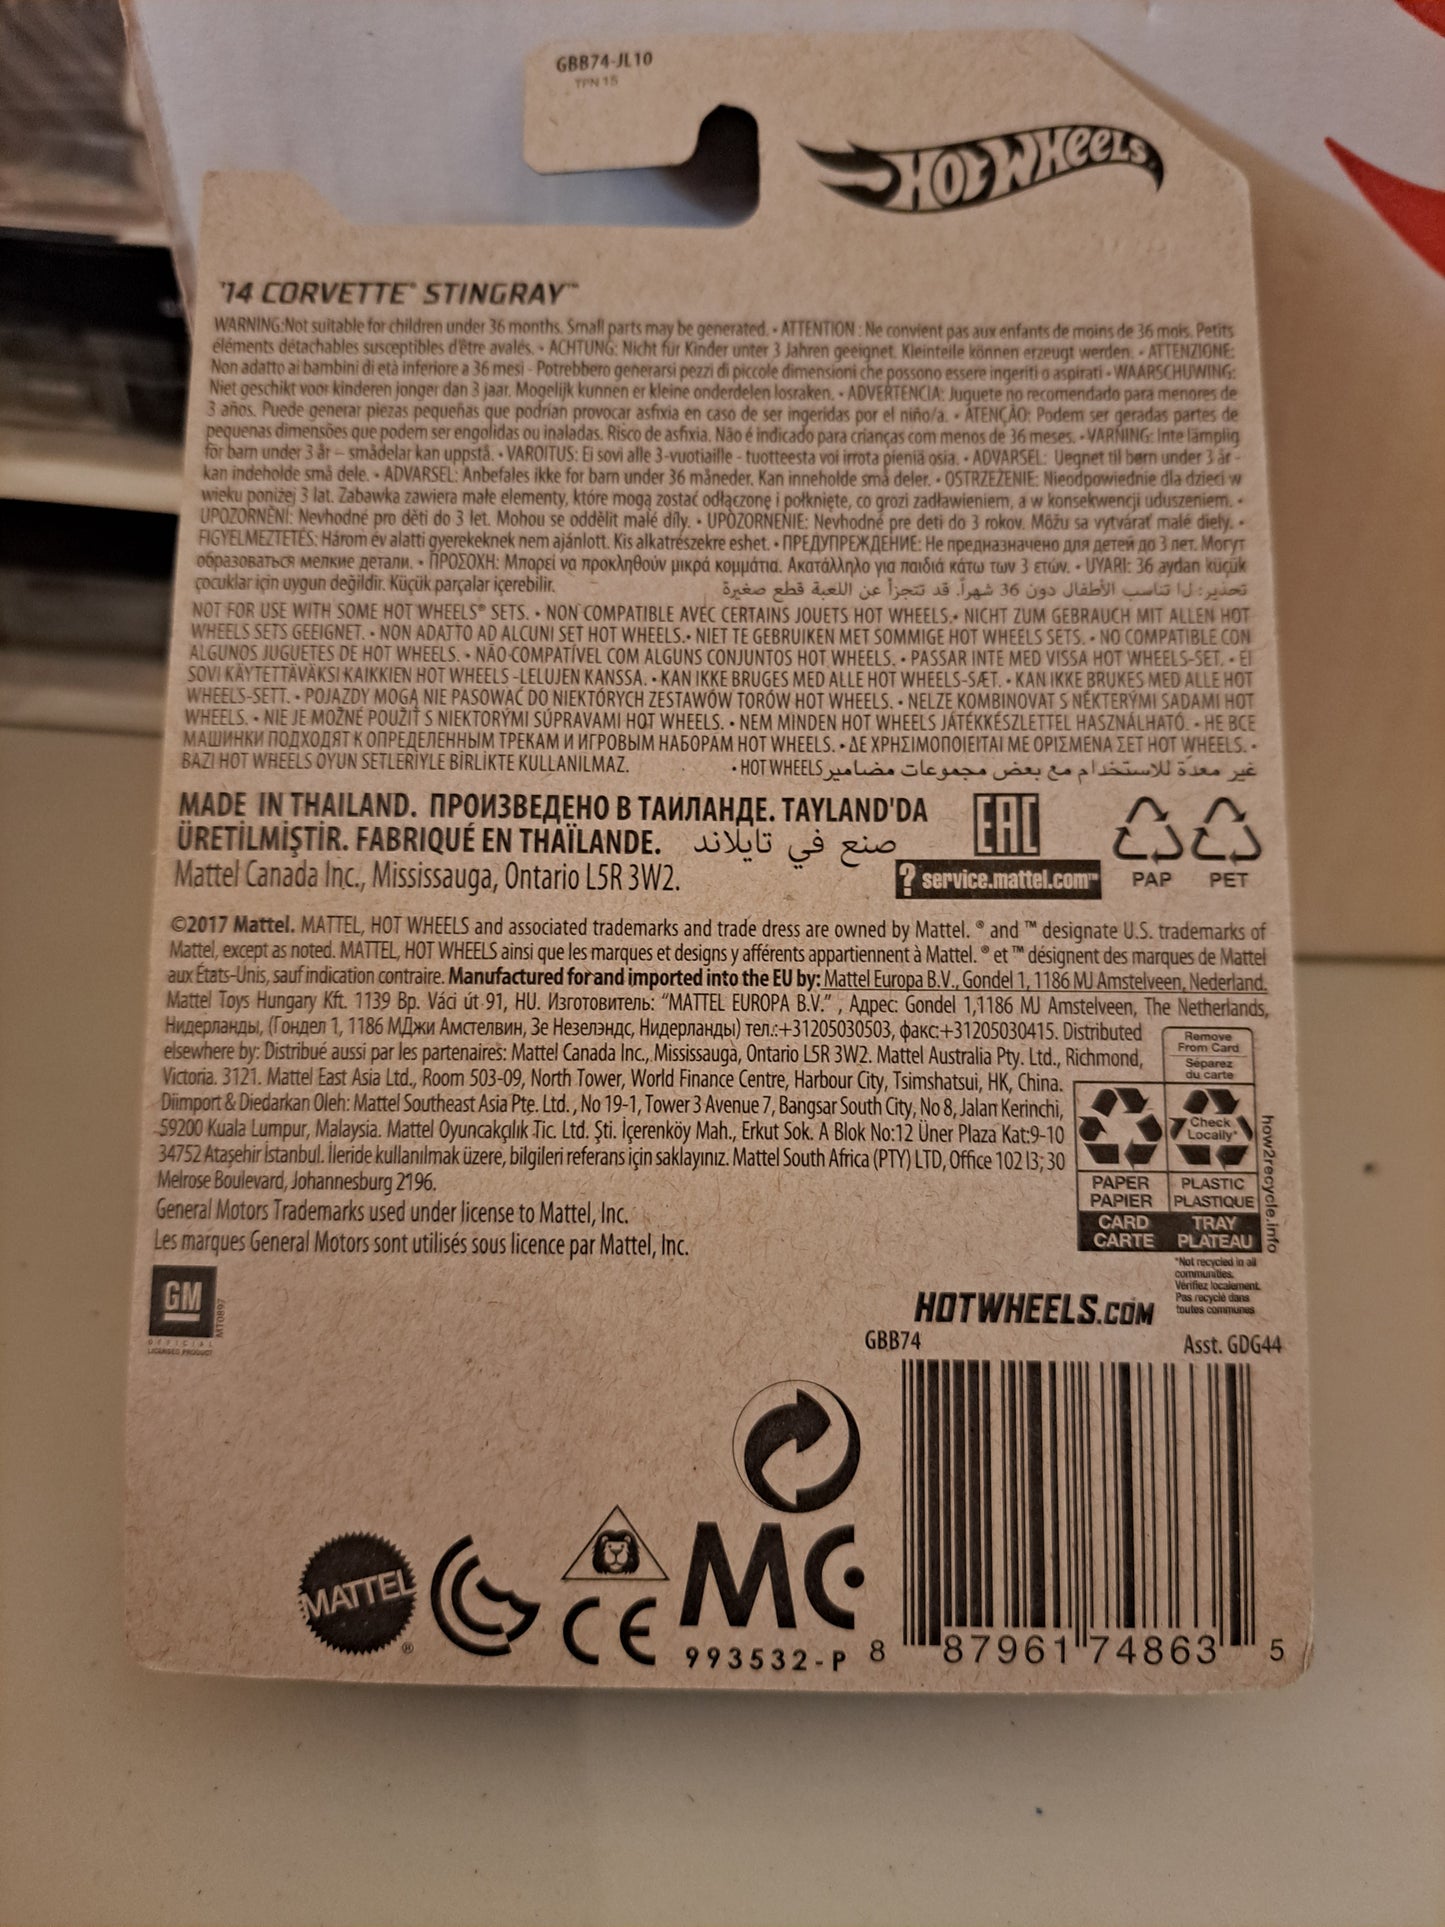 GBB74-JL10
TPN 15
HOT WHEELS
'14 CORVETTE® STINGRAY™
WARNING:Not suitable for children under 36 months. Small parts may be generated. • ATTENTION : Ne convient pas aux enfants de moins de 36 mois. Petits
éléments détachables susceptibles d'être avalés. • ACHTUNG: Nicht für Kinder unter 3 Jahren geeignet. Kleinteile können erzeugt werden. • ATTENZIONE:
Non adatto ai bambini di età inferiore a 36 mesi - Potrebbero generarsi pezzi di piccole dimensioni che possono essere ingeriti o aspirati • WAARSCHUWING:
Niet geschikt voor kinderen jonger dan 3 jaar. Mogelijk kunnen er kleine onderdelen losraken. • ADVERTENCIA: Juguete no recomendado para menores de
3 años. Puede generar piezas pequeñas que podrían provocar asfixia en caso de ser ingeridas por el niño/a. • ATENÇÃO: Podem ser geradas partes de
pequenas dimensões que podem ser engolidas ou inaladas. Risco de asfixia. Não é indicado para crianças com menos de 36 meses. • VARNING: Inte lämplig
för barn under 3 år – smådelar kan uppstå. • VAROITUS: Ei sovi alle 3-vuotiaille - tuotteesta voi irrota pieniä osia. • ADVARSEL: Uegnet til børn under 3 år -
kan indeholde små dele. • ADVARSEL: Anbefales ikke for barn under 36 måneder. Kan inneholde små deler. • OSTRZEŻENIE: Nieodpowiednie dla dzieci w
wieku poniżej 3 lat. Zabawka zawiera małe elementy, które mogą zostać odłączone i połknięte, co grozi zadławieniem, a w konsekwencji uduszeniem. •
UPOZORNĚNÍ: Nevhodné pro děti do 3 let. Mohou se oddělit malé díly. • UPOZORNENIE: Nevhodné pre deti do 3 rokov. Môžu sa vytvárať malé diely. •
FIGYELMEZTETÉS: Három év alatti gyerekeknek nem ajánlott. Kis alkatrészekre eshet. • ПРЕДУПРЕЖДЕНИЕ: Не предназначено для детей до 3 лет. Могут
образоваться мелкие детали. • ΠΡΟΣΟΧΗ: Μπορεί να προκληθούν μικρά κομμάτια. Ακατάλληλο για παιδιά κάτω των 3 ετών. • UYARI: 36 aydan küçük
çocuklar için uygun değildir. Küçük parçalar içerebilir. تحذير: لا تناسب الأطفال دون 36 شهراً. قد تتجزأ عن اللعبة قطع صغيرة
NOT FOR USE WITH SOME HOT WHEELS® SETS. • NON COMPATIBLE AVEC CERTAINS JOUETS HOT WHEELS.• NICHT ZUM GEBRAUCH MIT ALLEN HOT
WHEELS SETS GEEIGNET. • NON ADATTO AD ALCUNI SET HOT WHEELS.• NIET TE GEBRUIKEN MET SOMMIGE HOT WHEELS SETS. • NO COMPATIBLE CON
ALGUNOS JUGUETES DE HOT WHEELS. • NÃO COMPATÍVEL COM ALGUNS CONJUNTOS HOT WHEELS. • PASSAR INTE MED VISSA HOT WHEELS-SET. • EI
SOVI KÄYTETTÄVÄKSI KAIKKIEN HOT WHEELS -LELUJEN KANSSA. • KAN IKKE BRUGES MED ALLE HOT WHEELS-SÆT. • KAN IKKE BRUKES MED ALLE HOT
WHEELS-SETT. • POJAZDY MOGĄ NIE PASOWAĆ DO NIEKTÓRYCH ZESTAWÓW TORÓW HOT WHEELS. • NELZE KOMBINOVAT S NĚKTERÝMI SADAMI HOT
WHEELS. • NIE JE MOŽNÉ POUŽIŤ S NIEKTORÝMI SÚPRAVAMI HOT WHEELS. • NEM MINDEN HOT WHEELS JÁTÉKKÉSZLETTEL HASZNÁLHATÓ. • НЕ ВСЕ
МАШИНКИ ПОДХОДЯТ К ОПРЕДЕЛЕННЫМ ТРЕКАМ И ИГРОВЫМ НАБОРАМ HOT WHEELS. • ΔΕ ΧΡΗΣΙΜΟΠΟΙΕΙΤΑΙ ΜΕ ΟΡΙΣΜΕΝΑ ΣΕΤ HOT WHEELS. •
BAZI HOT WHEELS OYUN SETLERİYLE BİRLİKTE KULLANILMAZ. غير معدة للاستخدام مع بعض مجموعات مضامير HOT WHEELS •
MADE IN THAILAND. ПРОИЗВЕДЕНО В ТАИЛАНДЕ. TAYLAND'DA
ÜRETİLMİŞTİR. FABRIQUÉ EN THAÏLANDE. صنع في تايلاند
EAC
PAP PET
? service.mattel.com™
Mattel Canada Inc., Mississauga, Ontario L5R 3W2.
©2017 Mattel. MATTEL, HOT WHEELS and associated trademarks and trade dress are owned by Mattel. ® and ™ designate U.S. trademarks of
Mattel, except as noted. MATTEL, HOT WHEELS ainsi que les marques et designs y afférents appartiennent à Mattel. ® et ™ désignent des marques de Mattel
aux États-Unis, sauf indication contraire. Manufactured for and imported into the EU by: Mattel Europa B.V., Gondel 1, 1186 MJ Amstelveen, Nederland.
Mattel Toys Hungary Kft. 1139 Bp. Váci út 91, HU. Изготовитель: "MATTEL EUROPA B.V." , Адрес: Gondel 1,1186 MJ Amstelveen, The Netherlands,
Нидерланды, (Гондел 1, 1186 МДжи Амстелвин, Зе Незелэндс, Нидерланды) тел.:+31205030503, факс:+31205030415. Distributed
elsewhere by: Distribué aussi par les partenaires: Mattel Canada Inc., Mississauga, Ontario L5R 3W2. Mattel Australia Pty. Ltd., Richmond,
Victoria. 3121. Mattel East Asia Ltd., Room 503-09, North Tower, World Finance Centre, Harbour City, Tsimshatsui, HK, China.
Diimport & Diedarkan Oleh: Mattel Southeast Asia Pte. Ltd. , No 19-1, Tower 3 Avenue 7, Bangsar South City, No 8, Jalan Kerinchi,
59200 Kuala Lumpur, Malaysia. Mattel Oyuncakçılık Tic. Ltd. Şti. İçerenköy Mah., Erkut Sok. A Blok No:12 Üner Plaza Kat:9-10
34752 Ataşehir İstanbul. İleride kullanılmak üzere, bilgileri referans için saklayınız. Mattel South Africa (PTY) LTD, Office 102 I3; 30
Melrose Boulevard, Johannesburg 2196.
General Motors Trademarks used under license to Mattel, Inc.
Les marques General Motors sont utilisés sous licence par Mattel, Inc.
Remove
From Card
Séparez
du carte
Check
Locally*
PAPER
PAPIER
PLASTIC
PLASTIQUE
CARD
CARTE
TRAY
PLATEAU
how2recycle.info
*Not recycled in all
communities.
Vérifiez localement.
Pas recyclé dans
toutes communes
GM
OFFICIAL
LICENSED PRODUCT
MT0897
HOTWHEELS.COM
GBB74
Asst. GDG44
MATTEL®
CE
MC
993532-P
8 87961 74863 5